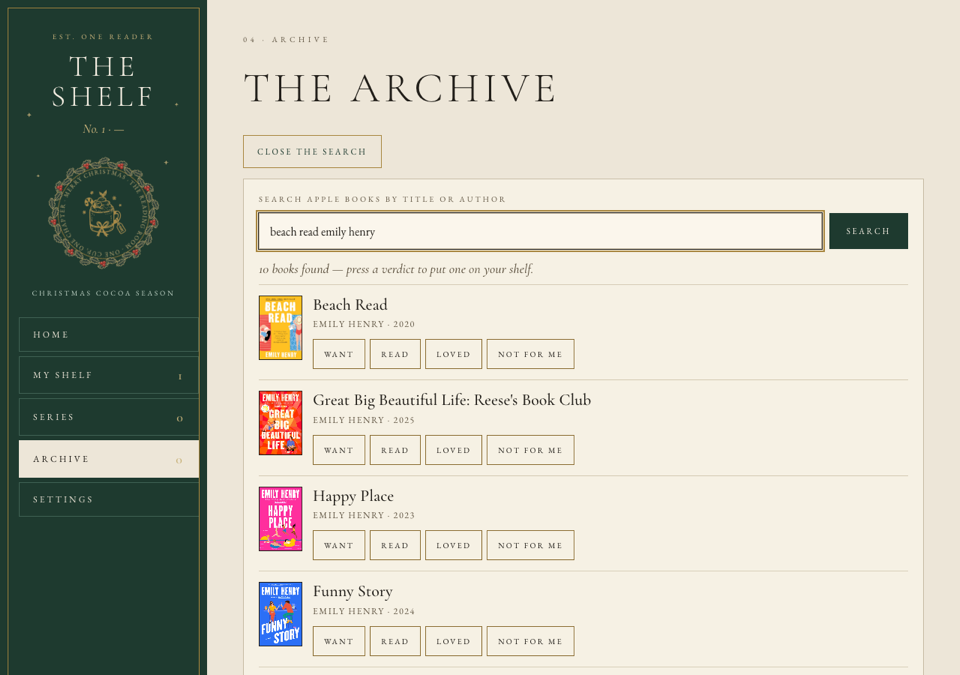 EST. ONE READER
THE
SHELF
No. 1 · —
MERRY CHRISTMAS
CHRISTMAS COCOA SEASON
HOME
MY SHELF 1
SERIES 0
ARCHIVE 0
SETTINGS
04 · ARCHIVE
THE ARCHIVE
CLOSE THE SEARCH
SEARCH APPLE BOOKS BY TITLE OR AUTHOR
beach read emily henry
SEARCH
10 books found — press a verdict to put one on your shelf.
BEACH
READ
EMILY HENRY
Beach Read
EMILY HENRY · 2020
WANT READ LOVED NOT FOR ME
EMILY HENRY
GREAT
BIG
BEAUTIFUL
LIFE
Great Big Beautiful Life: Reese's Book Club
EMILY HENRY · 2025
WANT READ LOVED NOT FOR ME
EMILY HENRY
HAPPY
PLACE
Happy Place
EMILY HENRY · 2023
WANT READ LOVED NOT FOR ME
EMILY HENRY
FUNNY
STORY
Funny Story
EMILY HENRY · 2024
WANT READ LOVED NOT FOR ME